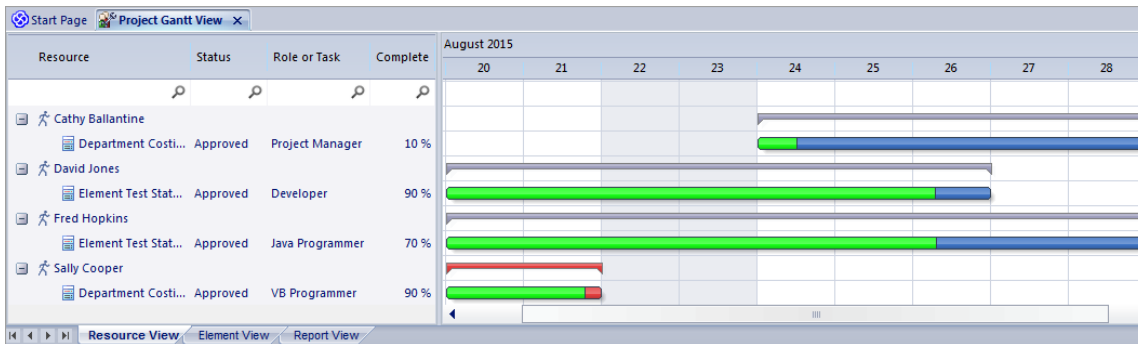 Start Page Project Gantt View X
August 2015
Resource Status Role or Task Complete
20 21 22 23 24 25 26 27 28
Cathy Ballantine
Department Costi... Approved Project Manager 10 %
David Jones
Element Test Stat... Approved Developer 90 %
Fred Hopkins
Element Test Stat... Approved Java Programmer 70 %
Sally Cooper
Department Costi... Approved VB Programmer 90 %
Resource View Element View Report View